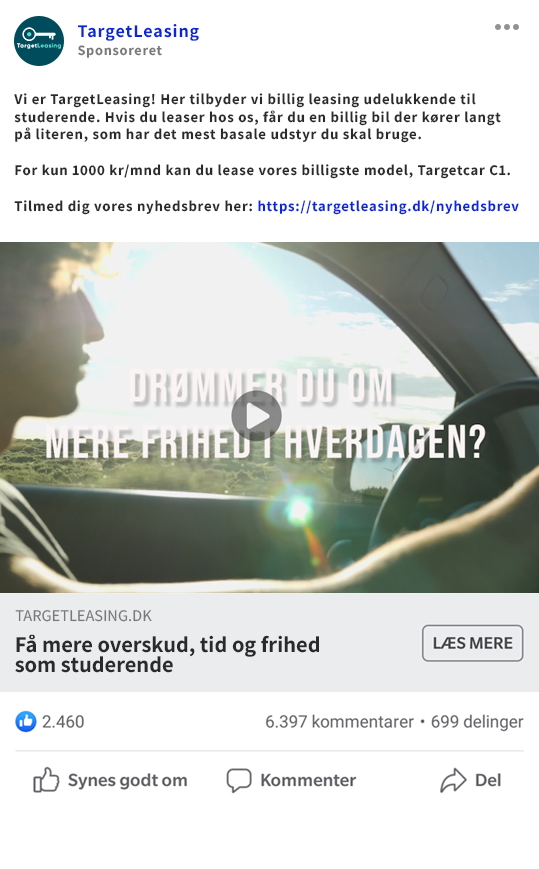 TargetLeasing
TargetLeasing
Sponsoreret
Vi er TargetLeasing! Her tilbyder vi billig leasing udelukkende til
studerende. Hvis du leaser hos os, får du en billig bil der kører langt
på literen, som har det mest basale udstyr du skal bruge.
For kun 1000 kr/mnd kan du lease vores billigste model, Targetcar C1.
Tilmed dig vores nyhedsbrev her: https://targetleasing.dk/nyhedsbrev
DRØMMER DU OM
MERE FRIHED I HVERDAGEN?
TARGETLEASING.DK
Få mere overskud, tid og frihed
som studerende
LÆS MERE
2.460
6.397 kommentarer • 699 delinger
Synes godt om
Kommenter
Del